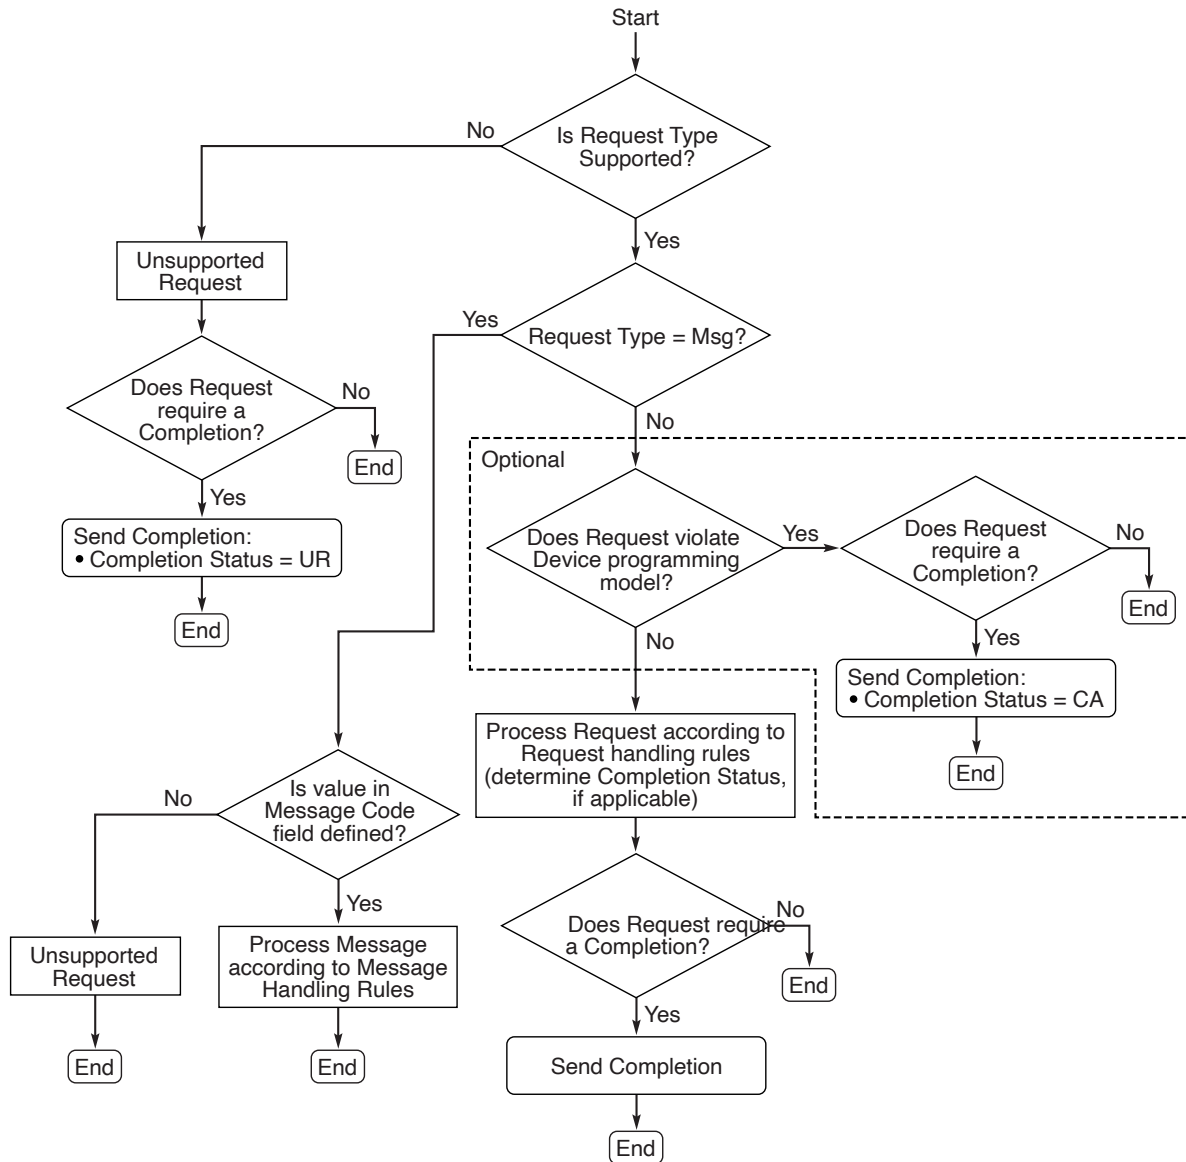 Start
Is Request Type
Supported?
No
Yes
Unsupported
Request
Does Request
require a
Completion?
No
End
Yes
Send Completion:
• Completion Status = UR
End
Request Type = Msg?
Yes
No
Optional
Does Request violate
Device programming
model?
Yes
Does Request
require a
Completion?
No
End
Yes
Send Completion:
• Completion Status = CA
End
No
Process Request according to
Request handling rules
(determine Completion Status,
if applicable)
Does Request require
a Completion?
No
End
Yes
Send Completion
End
Is value in
Message Code
field defined?
No
Unsupported
Request
End
Yes
Process Message
according to Message
Handling Rules
End